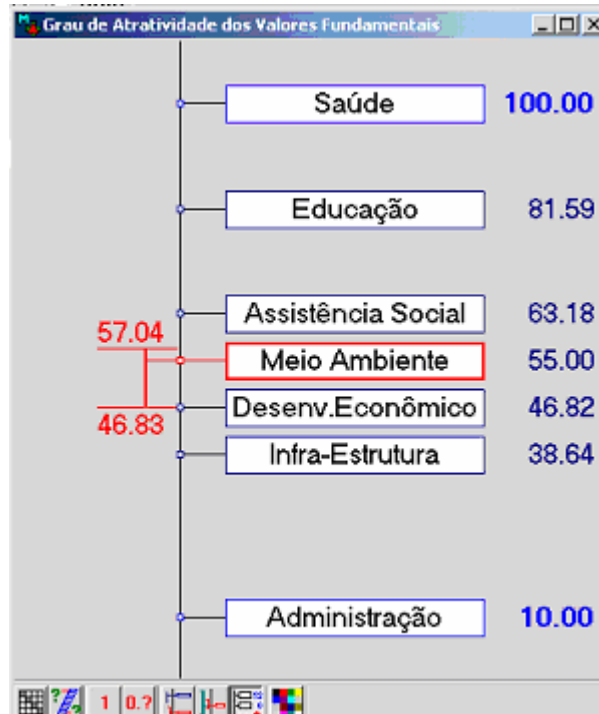 Grau de Atratividade dos Valores Fundamentais
Saúde 100.00
Educação 81.59
Assistência Social 63.18
57.04
Meio Ambiente 55.00
Desenv.Econômico 46.82
46.83
Infra-Estrutura 38.64
Administração 10.00
1 0.?